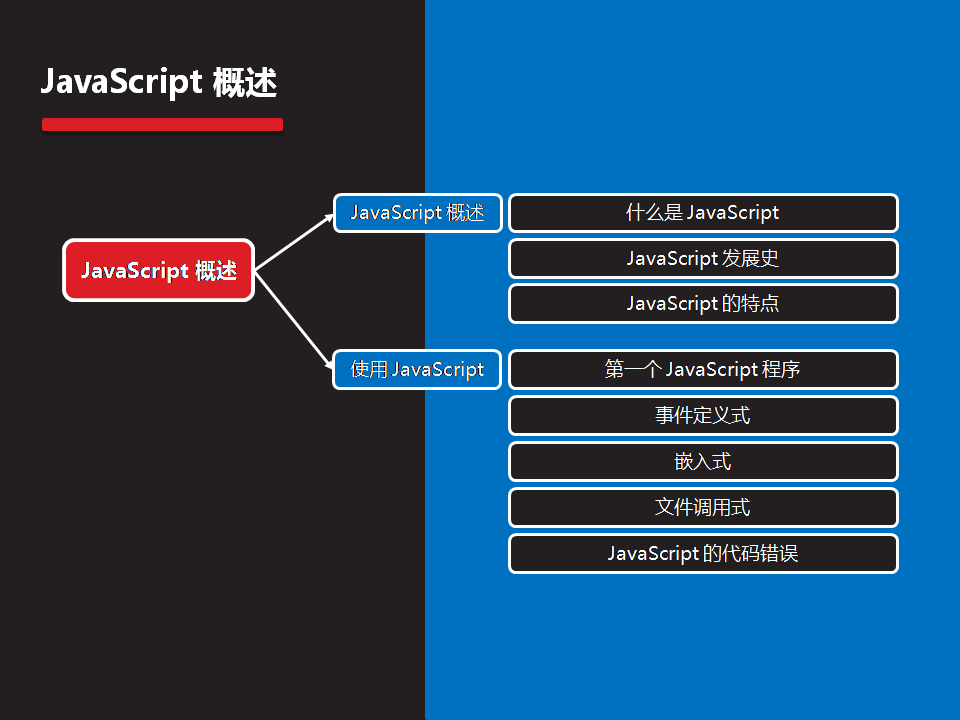 JavaScript 概述
JavaScript 概述
JavaScript 概述
什么是 JavaScript
JavaScript 发展史
JavaScript 的特点
使用 JavaScript
第一个 JavaScript 程序
事件定义式
嵌入式
文件调用式
JavaScript 的代码错误